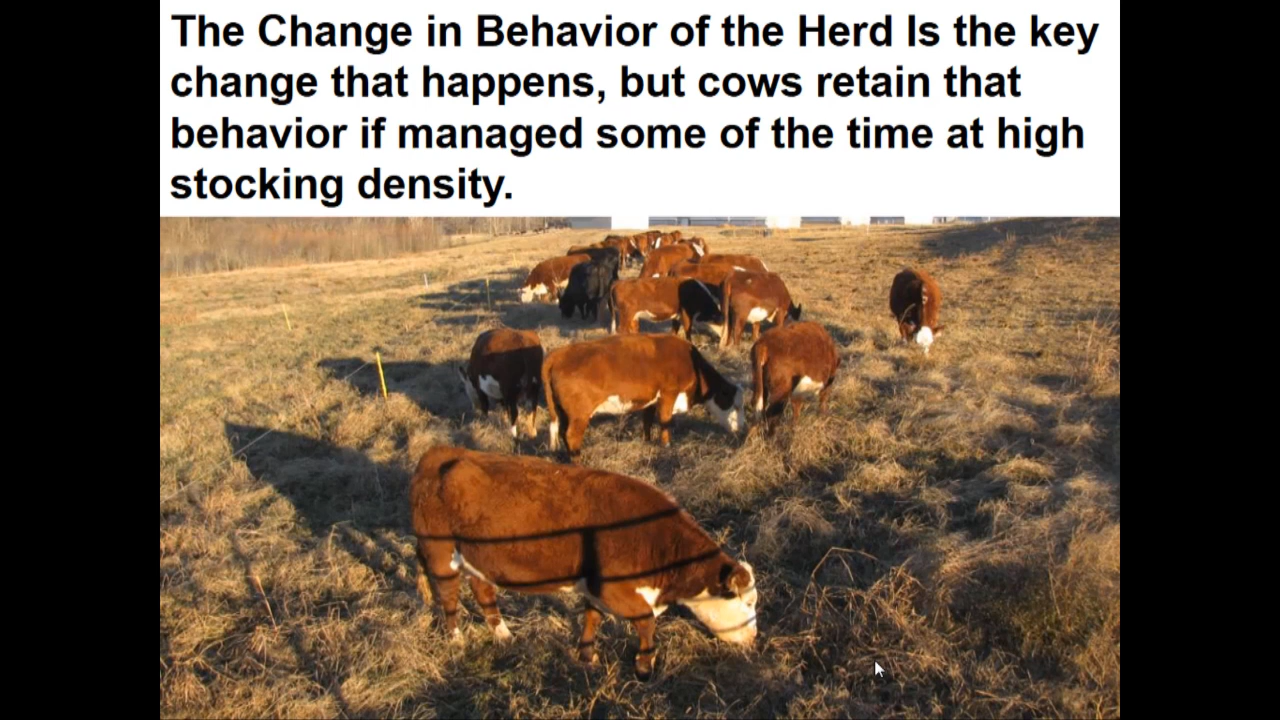 The Change in Behavior of the Herd Is the key
change that happens, but cows retain that
behavior if managed some of the time at high
stocking density.